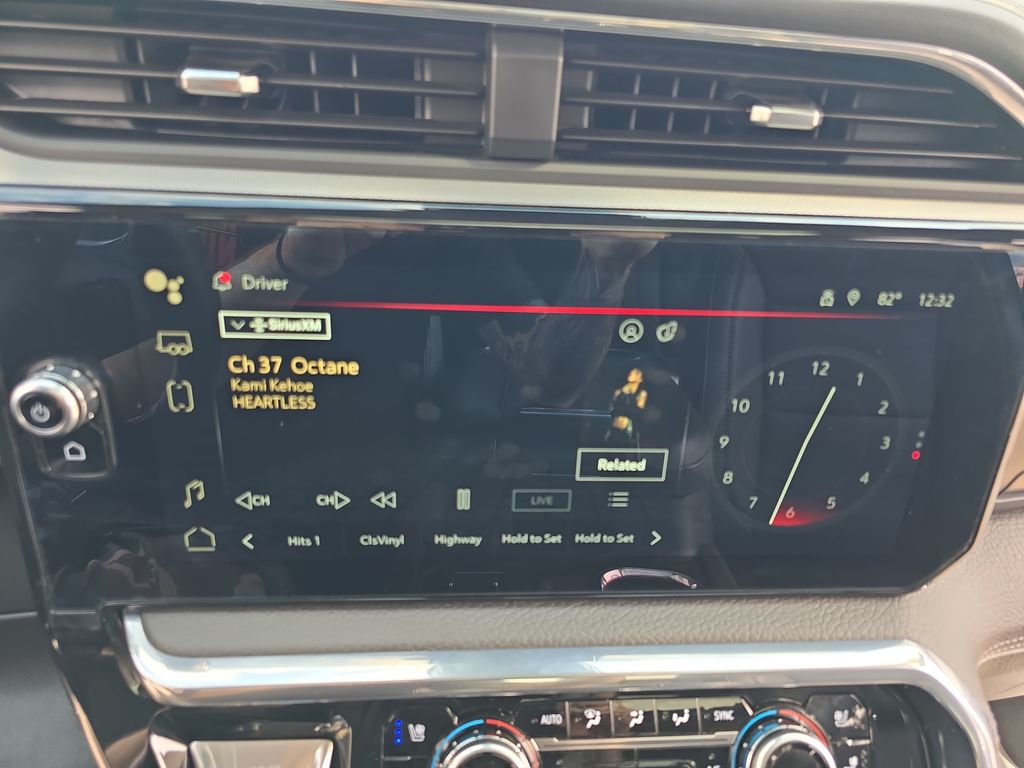 Driver
82° 12:32
SiriusXM
Ch 37 Octane
Kami Kehoe
HEARTLESS
Related
12
1
2
3
4
5
6
7
8
9
10
11
CH CH LIVE
Hits 1 ClsVinyl Highway Hold to Set Hold to Set
AUTO SYNC